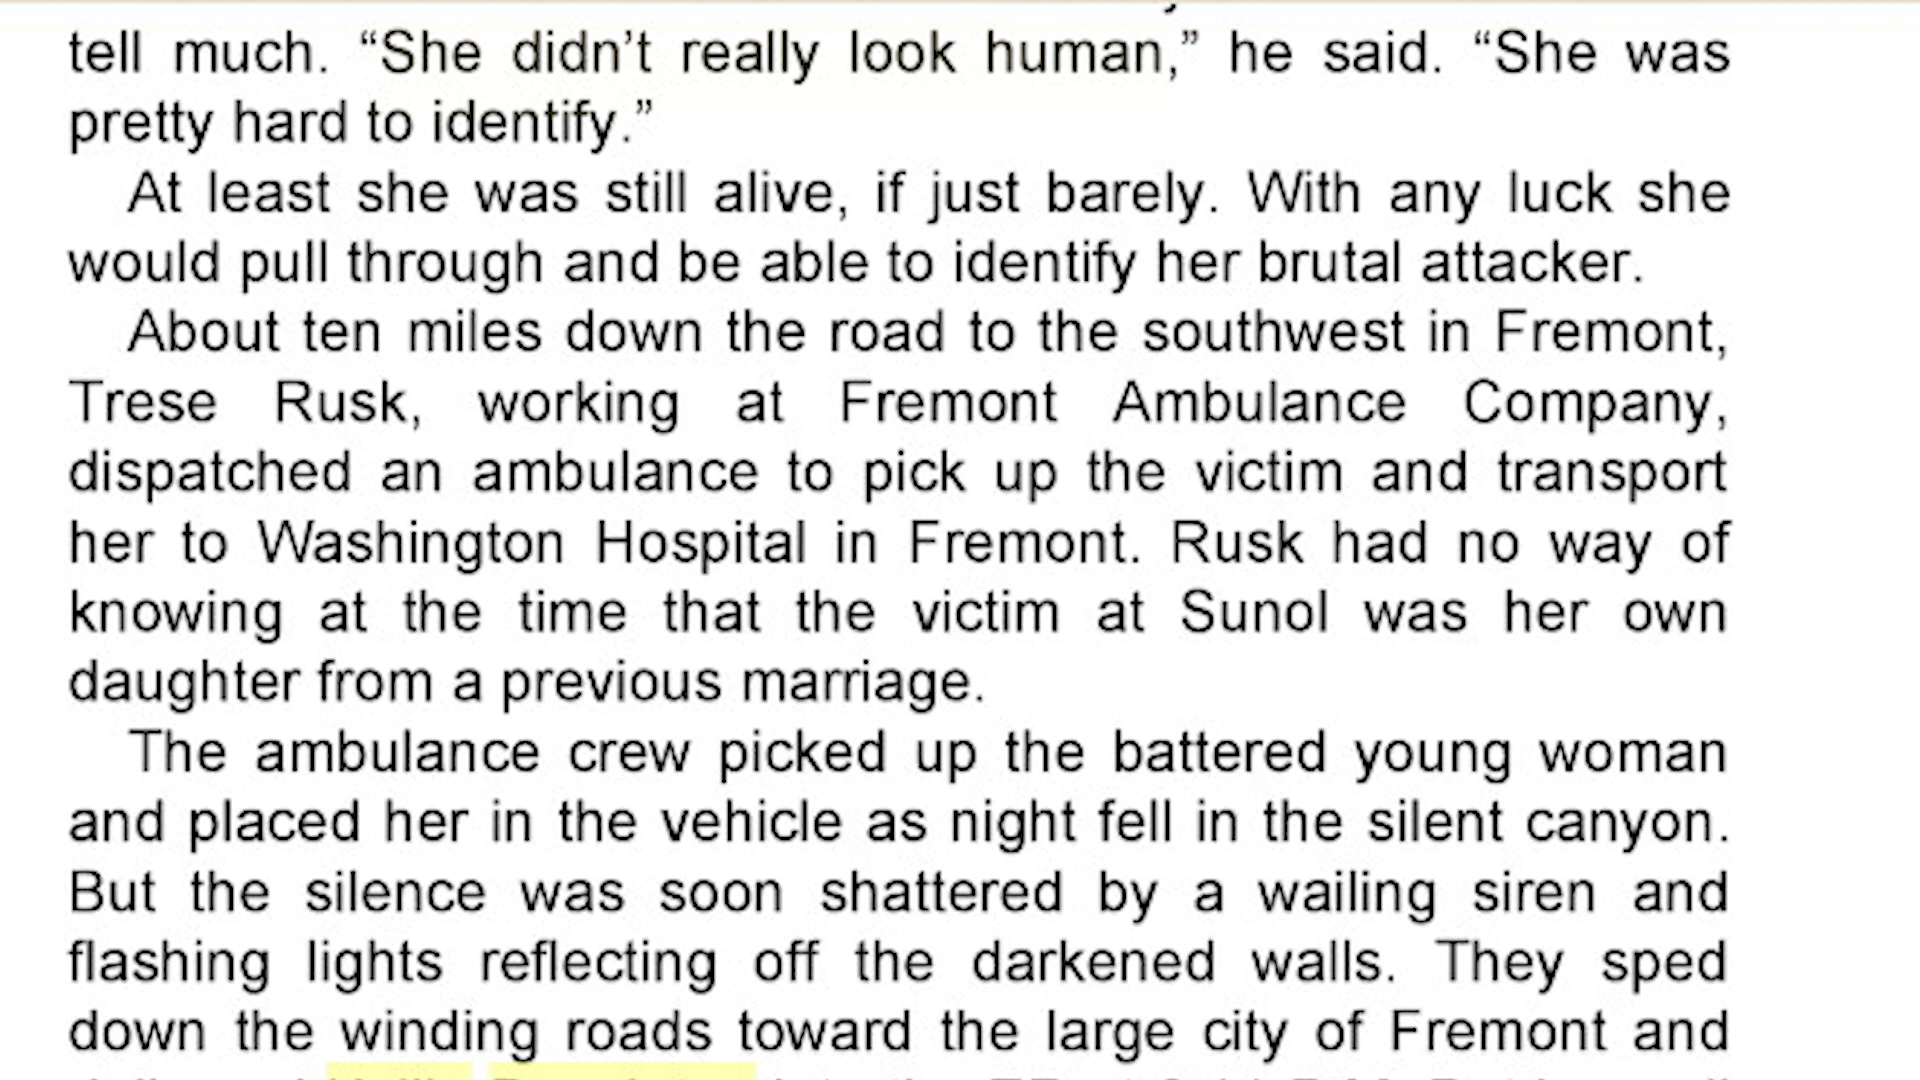 tell much. “She didn’t really look human,” he said. “She was
pretty hard to identify.”
At least she was still alive, if just barely. With any luck she
would pull through and be able to identify her brutal attacker.
About ten miles down the road to the southwest in Fremont,
Trese Rusk, working at Fremont Ambulance Company,
dispatched an ambulance to pick up the victim and transport
her to Washington Hospital in Fremont. Rusk had no way of
knowing at the time that the victim at Sunol was her own
daughter from a previous marriage.
The ambulance crew picked up the battered young woman
and placed her in the vehicle as night fell in the silent canyon.
But the silence was soon shattered by a wailing siren and
flashing lights reflecting off the darkened walls. They sped
down the winding roads toward the large city of Fremont and